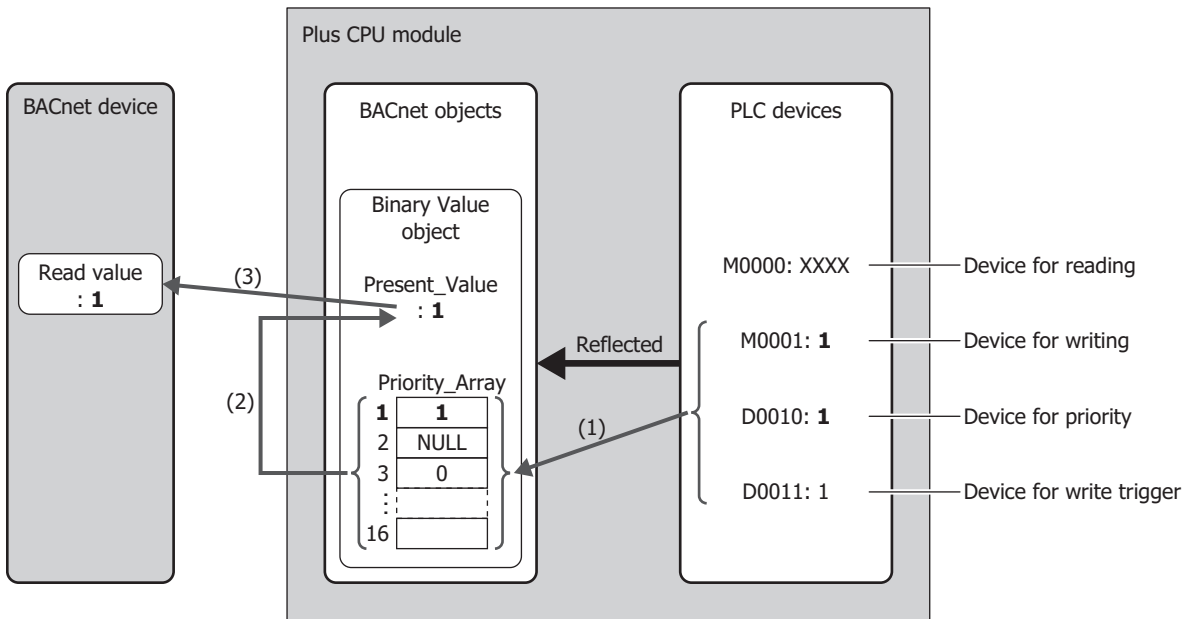 Plus CPU module
BACnet device
BACnet objects
PLC devices
Binary Value
object
Read value
: 1
(3)
Present_Value
: 1
M0000: XXXX
Device for reading
Reflected
M0001: 1
Device for writing
(2)
Priority_Array
1 1
(1)
D0010: 1
Device for priority
2 NULL
3 0
D0011: 1
Device for write trigger
16